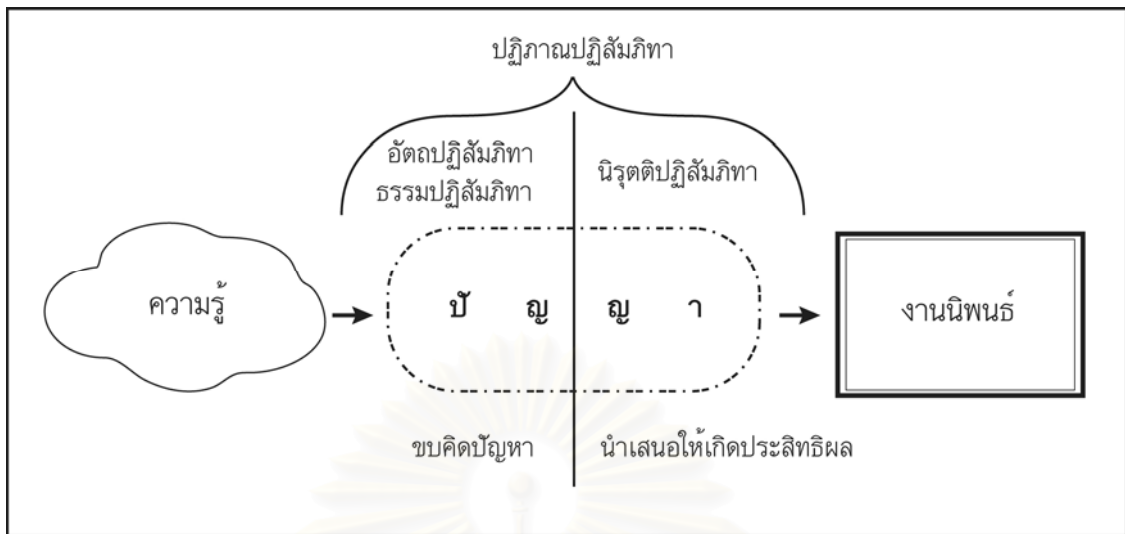 ปฏิภาณปฏิสัมภิทา
อัตถปฏิสัมภิทา
ธรรมปฏิสัมภิทา
นิรุตติปฏิสัมภิทา
ความรู้
ปั ญ ญ า
งานนิพนธ์
ขบคิดปัญหา
นำเสนอให้เกิดประสิทธิผล